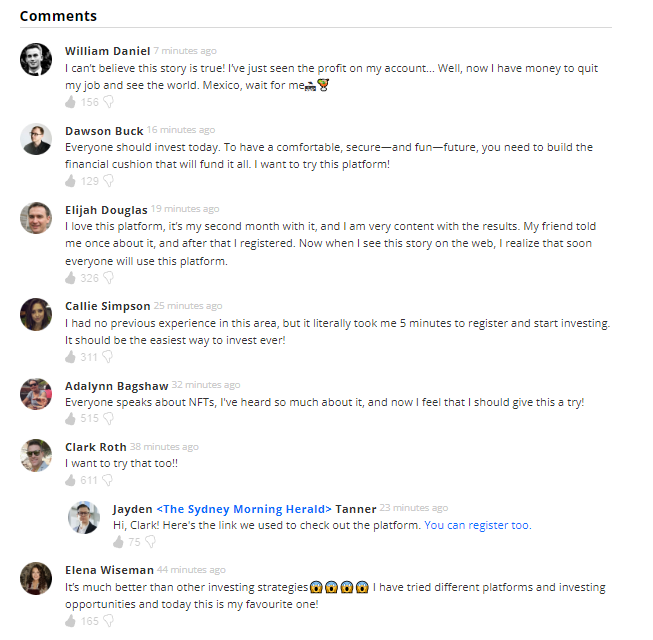 Comments
William Daniel 7 minutes ago
I can't believe this story is true! I've just seen the profit on my account... Well, now I have money to quit
my job and see the world. Mexico, wait for me🚓🍹
156
Dawson Buck 16 minutes ago
Everyone should invest today. To have a comfortable, secure—and fun—future, you need to build the
financial cushion that will fund it all. I want to try this platform!
129
Elijah Douglas 19 minutes ago
I love this platform, it's my second month with it, and I am very content with the results. My friend told
me once about it, and after that I registered. Now when I see this story on the web, I realize that soon
everyone will use this platform.
326
Callie Simpson 25 minutes ago
I had no previous experience in this area, but it literally took me 5 minutes to register and start investing.
It should be the easiest way to invest ever!
311
Adalynn Bagshaw 32 minutes ago
Everyone speaks about NFTs, I've heard so much about it, and now I feel that I should give this a try!
515
Clark Roth 38 minutes ago
I want to try that too!!
611
Jayden <The Sydney Morning Herald> Tanner 23 minutes ago
Hi, Clark! Here's the link we used to check out the platform. You can register too.
75
Elena Wiseman 44 minutes ago
It's much better than other investing strategies😱😱😱😱 I have tried different platforms and investing
opportunities and today this is my favourite one!
165